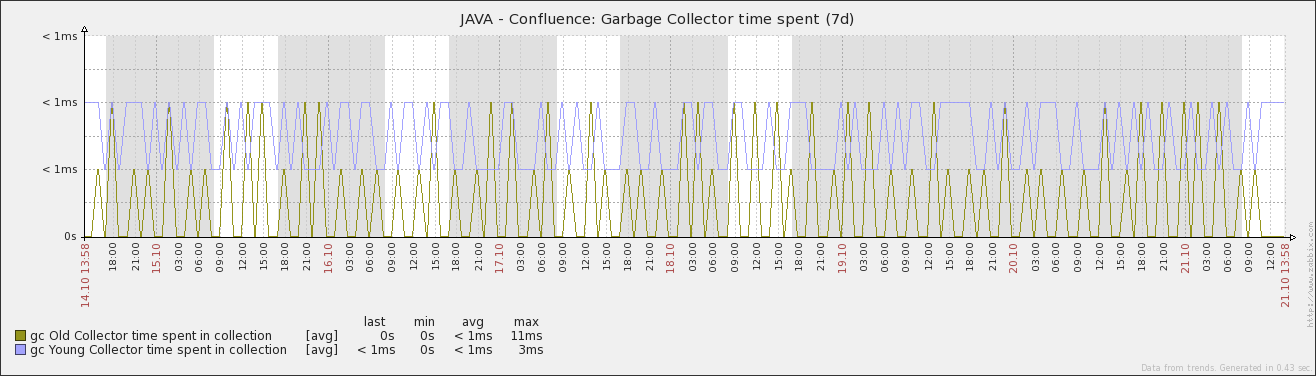 JAVA - Confluence: Garbage Collector time spent (7d)
< 1ms
< 1ms
< 1ms
0s
14.10 13:58 18:00 21:00 15.10 03:00 06:00 09:00 12:00 15:00 18:00 21:00 16.10 03:00 06:00 09:00 12:00 15:00 18:00 21:00 17.10 03:00 06:00 09:00 12:00 15:00 18:00 21:00 18.10 03:00 06:00 09:00 12:00 15:00 18:00 21:00 19.10 03:00 06:00 09:00 12:00 15:00 18:00 21:00 20.10 03:00 06:00 09:00 12:00 15:00 18:00 21:00 21.10 03:00 06:00 09:00 12:00 21.10 13:58
http://www.zabbix.com
last min avg max
gc Old Collector time spent in collection [avg] 0s 0s < 1ms 11ms
gc Young Collector time spent in collection [avg] < 1ms 0s < 1ms 3ms
Data from trends. Generated in 0.43 sec.